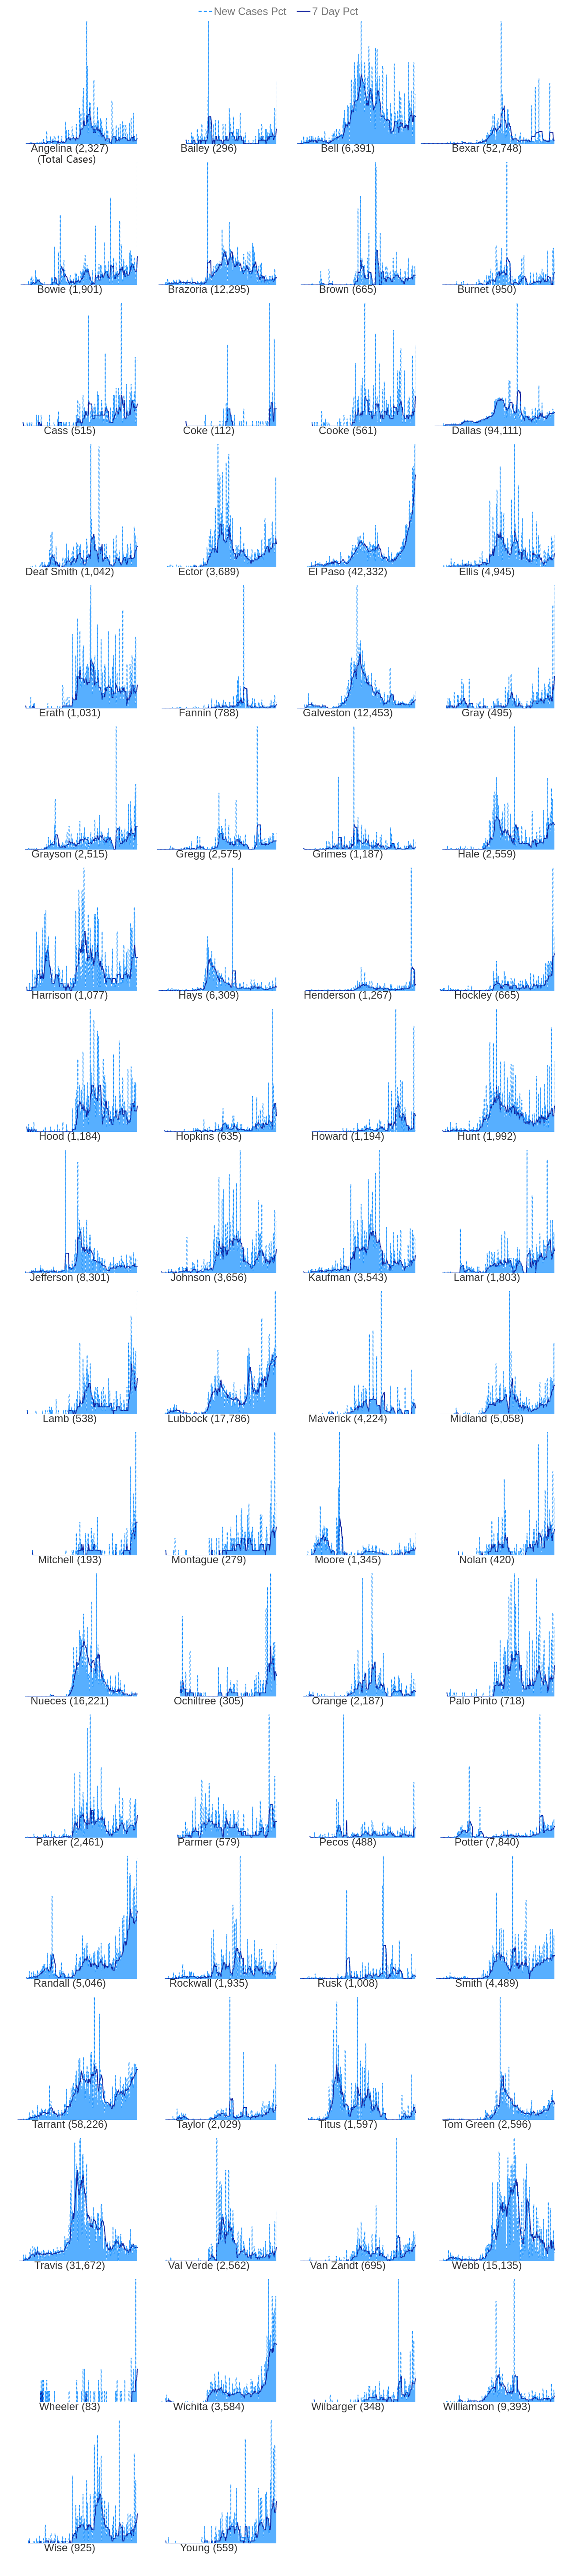 New Cases Pct 7 Day Pct
Angelina (2,327) Bailey (296) Bell (6,391) Bexar (52,748)
(Total Cases)
Bowie (1,901) Brazoria (12,295) Brown (665) Burnet (950)
Cass (515) Coke (112) Cooke (561) Dallas (94,111)
Deaf Smith (1,042) Ector (3,689) El Paso (42,332) Ellis (4,945)
Erath (1,031) Fannin (788) Galveston (12,453) Gray (495)
Grayson (2,515) Gregg (2,575) Grimes (1,187) Hale (2,559)
Harrison (1,077) Hays (6,309) Henderson (1,267) Hockley (665)
Hood (1,184) Hopkins (635) Howard (1,194) Hunt (1,992)
Jefferson (8,301) Johnson (3,656) Kaufman (3,543) Lamar (1,803)
Lamb (538) Lubbock (17,786) Maverick (4,224) Midland (5,058)
Mitchell (193) Montague (279) Moore (1,345) Nolan (420)
Nueces (16,221) Ochiltree (305) Orange (2,187) Palo Pinto (718)
Parker (2,461) Parmer (579) Pecos (488) Potter (7,840)
Randall (5,046) Rockwall (1,935) Rusk (1,008) Smith (4,489)
Tarrant (58,226) Taylor (2,029) Titus (1,597) Tom Green (2,596)
Travis (31,672) Val Verde (2,562) Van Zandt (695) Webb (15,135)
Wheeler (83) Wichita (3,584) Wilbarger (348) Williamson (9,393)
Wise (925) Young (559)